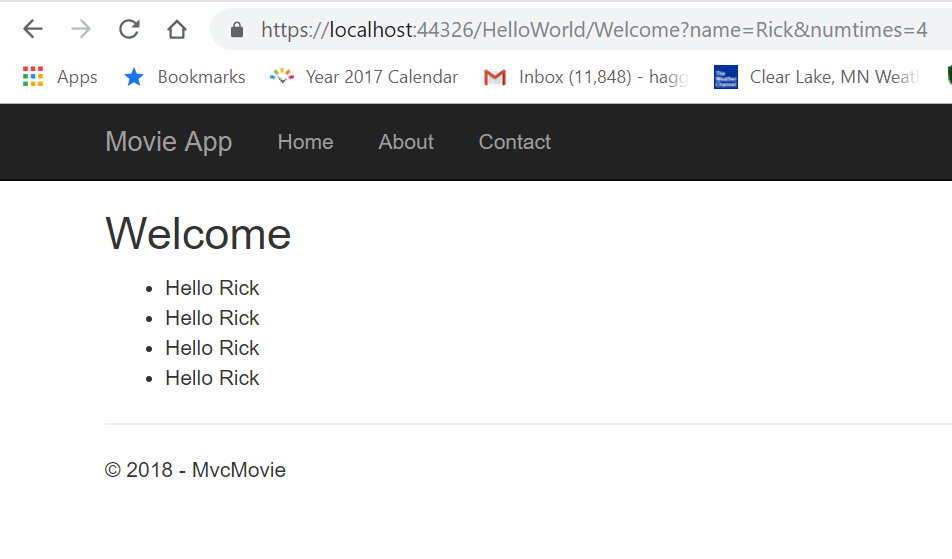 https://localhost:44326/HelloWorld/Welcome?name=Rick&numtimes=4
Apps Bookmarks Year 2017 Calendar Inbox (11,848) - hagg Clear Lake, MN Weat
Movie App Home About Contact
Welcome
• Hello Rick
• Hello Rick
• Hello Rick
• Hello Rick
© 2018 - MvcMovie